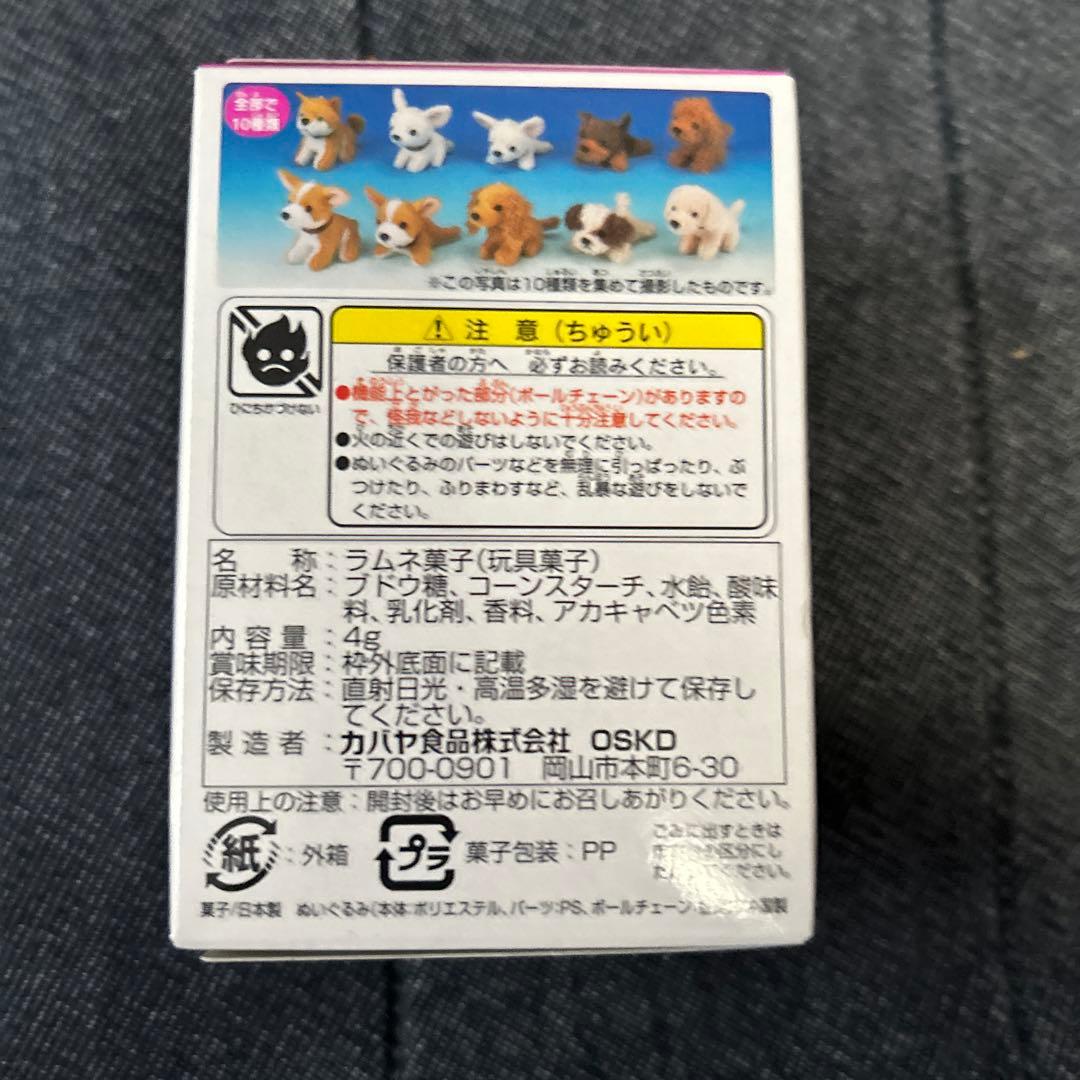 全部で
10種類
※この写真は10種類を集めて撮影したものです。
ひにちかづけない
⚠ 注 意(ちゅうい)
保護者の方へ 必ずお読みください。
●機能上とがった部分(ボールチェーン)がありますの
で、怪我などしないように十分注意してください。
●火の近くでの遊びはしないでください。
●ぬいぐるみのパーツなどを無理に引っぱったり、ぶ
つけたり、ふりまわすなど、乱暴な遊びをしないで
ください。
名 称:ラムネ菓子(玩具菓子)
原材料名:ブドウ糖、コーンスターチ、水飴、酸味
料、乳化剤、香料、アカキャベツ色素
内容量:4g
賞味期限:枠外底面に記載
保存方法:直射日光・高温多湿を避けて保存し
てください。
製造者:カバヤ食品株式会社 OSKD
〒700-0901 岡山市本町6-30
使用上の注意:開封後はお早めにお召しあがりください。
紙:外箱 プラ 菓子包装:PP
ごみに出すときは
区分にし
ださい。
菓子/日本製 ぬいぐるみ(本体:ポリエステル、パーツ:PS、ボールチェーン 国製